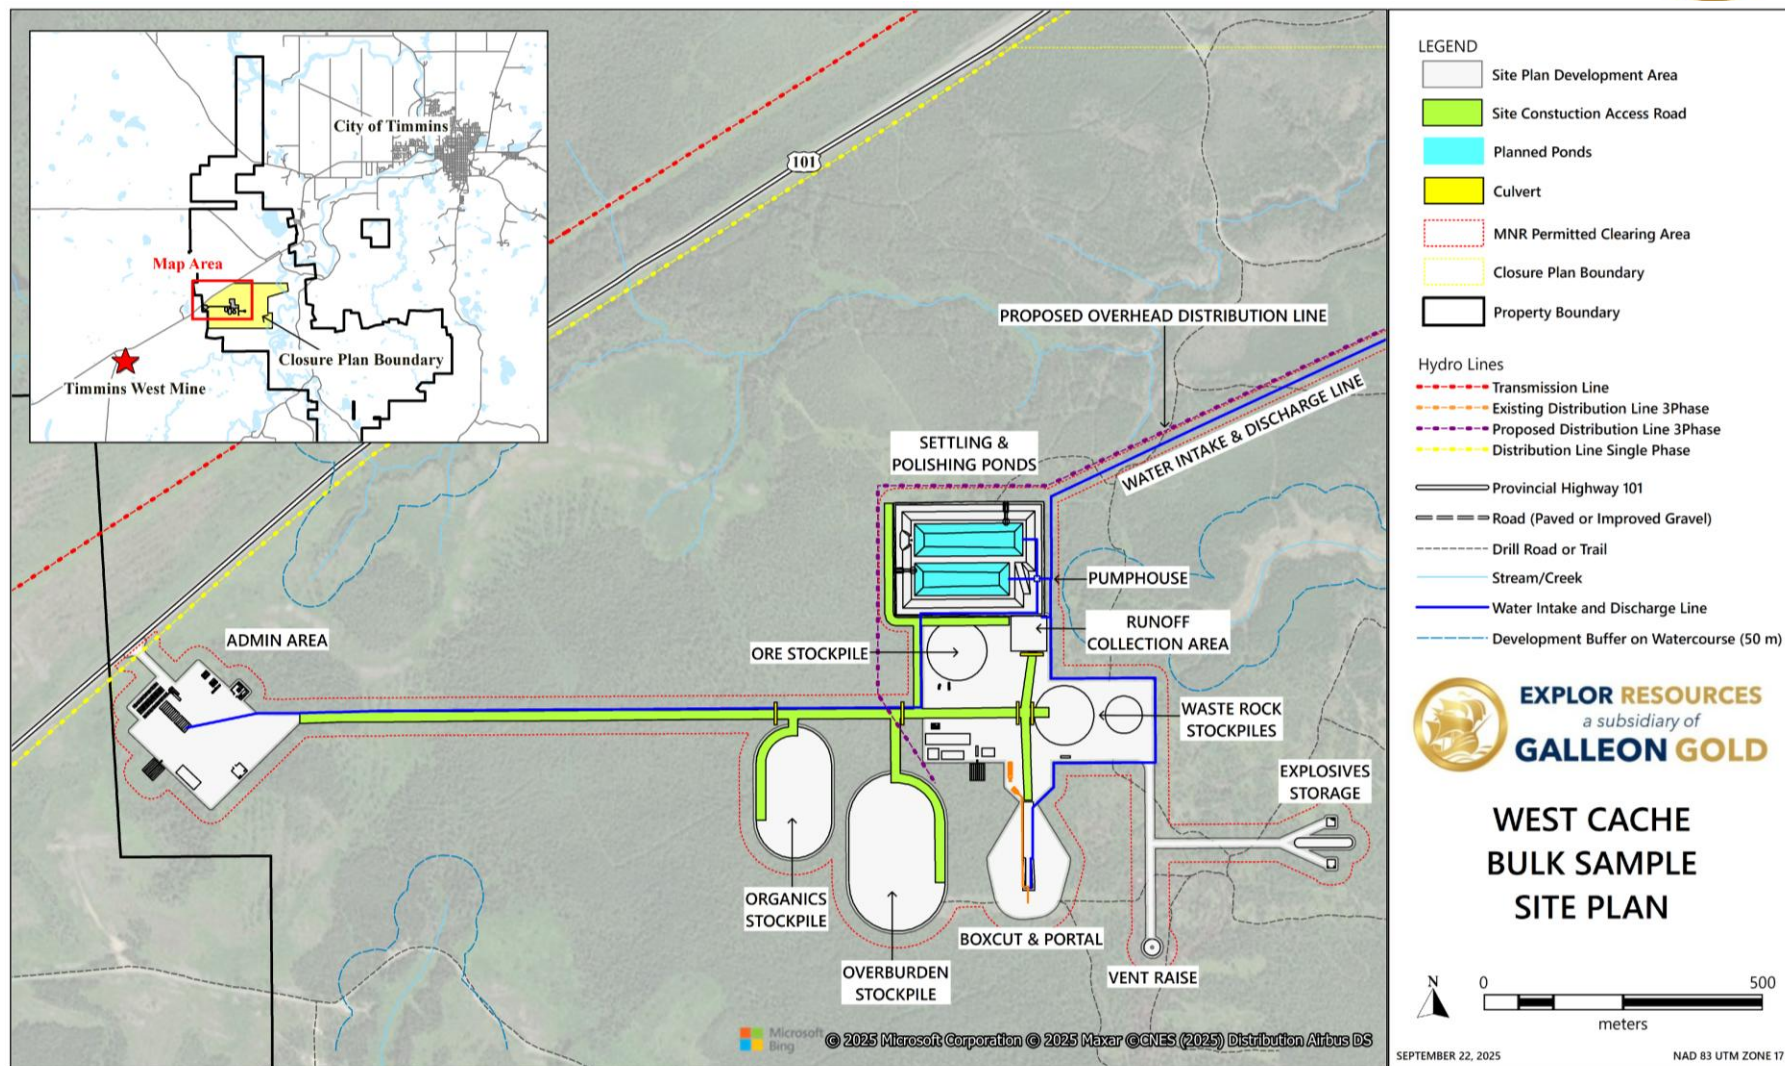 City of Timmins
Map Area
Closure Plan Boundary
Timmins West Mine
101
PROPOSED OVERHEAD DISTRIBUTION LINE
WATER INTAKE & DISCHARGE LINE
SETTLING &
POLISHING PONDS
PUMPHOUSE
RUNOFF
COLLECTION AREA
ORE STOCKPILE
ADMIN AREA
WASTE ROCK
STOCKPILES
EXPLOSIVES
STORAGE
ORGANICS
STOCKPILE
OVERBURDEN
STOCKPILE
BOXCUT & PORTAL
VENT RAISE
Microsoft
Bing
© 2025 Microsoft Corporation © 2025 Maxar ©CNES (2025) Distribution Airbus DS
LEGEND
Site Plan Development Area
Site Constuction Access Road
Planned Ponds
Culvert
MNR Permitted Clearing Area
Closure Plan Boundary
Property Boundary
Hydro Lines
Transmission Line
Existing Distribution Line 3Phase
Proposed Distribution Line 3Phase
Distribution Line Single Phase
Provincial Highway 101
Road (Paved or Improved Gravel)
Drill Road or Trail
Stream/Creek
Water Intake and Discharge Line
Development Buffer on Watercourse (50 m)
EXPLOR RESOURCES
a subsidiary of
GALLEON GOLD
WEST CACHE
BULK SAMPLE
SITE PLAN
N
0 500
meters
SEPTEMBER 22, 2025
NAD 83 UTM ZONE 17